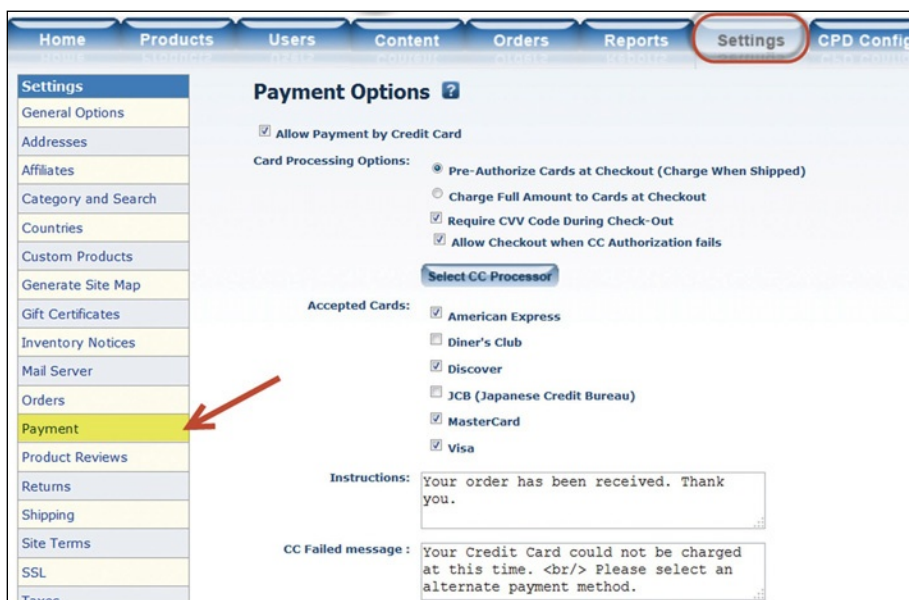 Home Products Users Content Orders Reports Settings CPD Config
Settings
General Options
Addresses
Affiliates
Category and Search
Countries
Custom Products
Generate Site Map
Gift Certificates
Inventory Notices
Mail Server
Orders
Payment
Product Reviews
Returns
Shipping
Site Terms
SSL
Taxes
Payment Options ?
Allow Payment by Credit Card
Card Processing Options:
Pre-Authorize Cards at Checkout (Charge When Shipped)
Charge Full Amount to Cards at Checkout
Require CVV Code During Check-Out
Allow Checkout when CC Authorization fails
Select CC Processor
Accepted Cards:
American Express
Diner's Club
Discover
JCB (Japanese Credit Bureau)
MasterCard
Visa
Instructions:
Your order has been received. Thank
you.
CC Failed message :
Your Credit Card could not be charged
at this time. <br/> Please select an
alternate payment method.